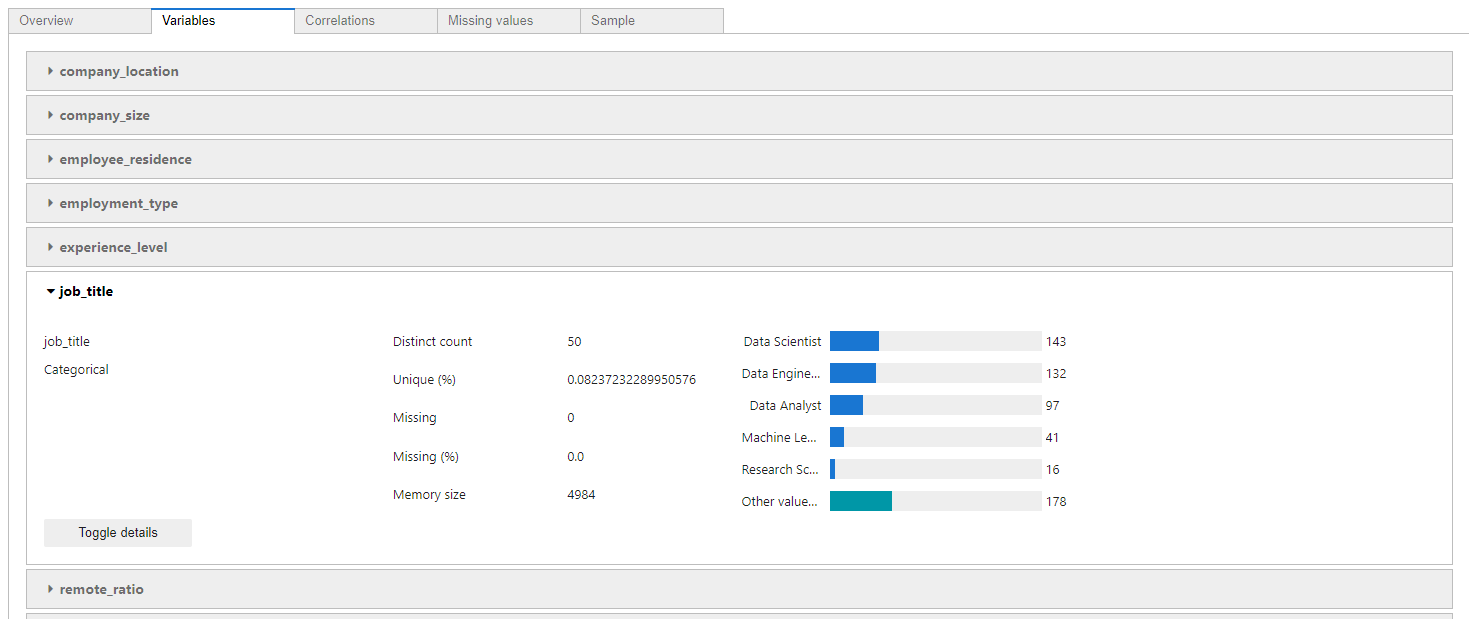 Overview Variables Correlations Missing values Sample
company_location
company_size
employee_residence
employment_type
experience_level
job_title
job_title Distinct count 50 Data Scientist 143
Categorical Unique (%) 0.08237232289950576 Data Engine... 132
Missing 0 Data Analyst 97
Missing (%) 0.0 Machine Le... 41
Memory size 4984 Research Sc... 16
Other value... 178
Toggle details
remote_ratio